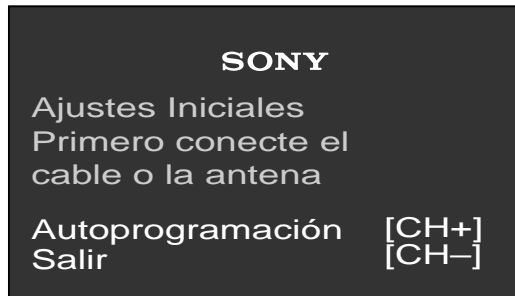 SONY
Ajustes Iniciales
Primero conecte el
cable o la antena
Autoprogramación [CH+]
Salir [CH–]